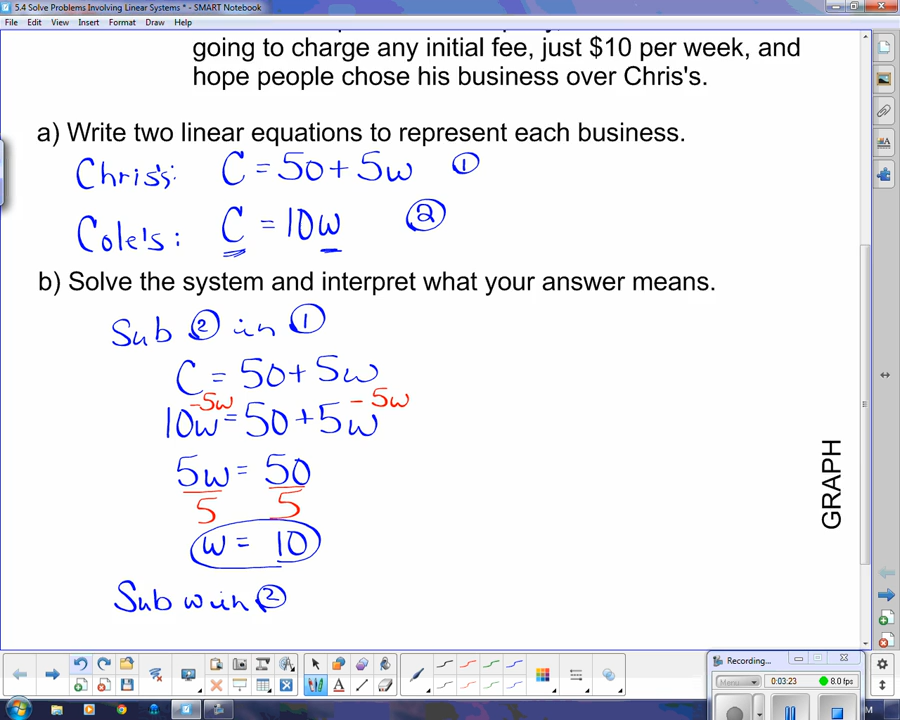 5.4 Solve Problems Involving Linear Systems * - SMART Notebook
File Edit View Insert Format Draw Help
going to charge any initial fee, just $10 per week, and
hope people chose his business over Chris's.
a) Write two linear equations to represent each business.
Chris's: C = 50 + 5w ①
Cole's: C = 10w ②
b) Solve the system and interpret what your answer means.
Sub ② in ①
C = 50 + 5w
-5w -5w
10w = 50 + 5w
5w = 50
5 5
w = 10
Sub w in ②
GRAPH
Recording...
Menu 0:03:23 8.0 fps